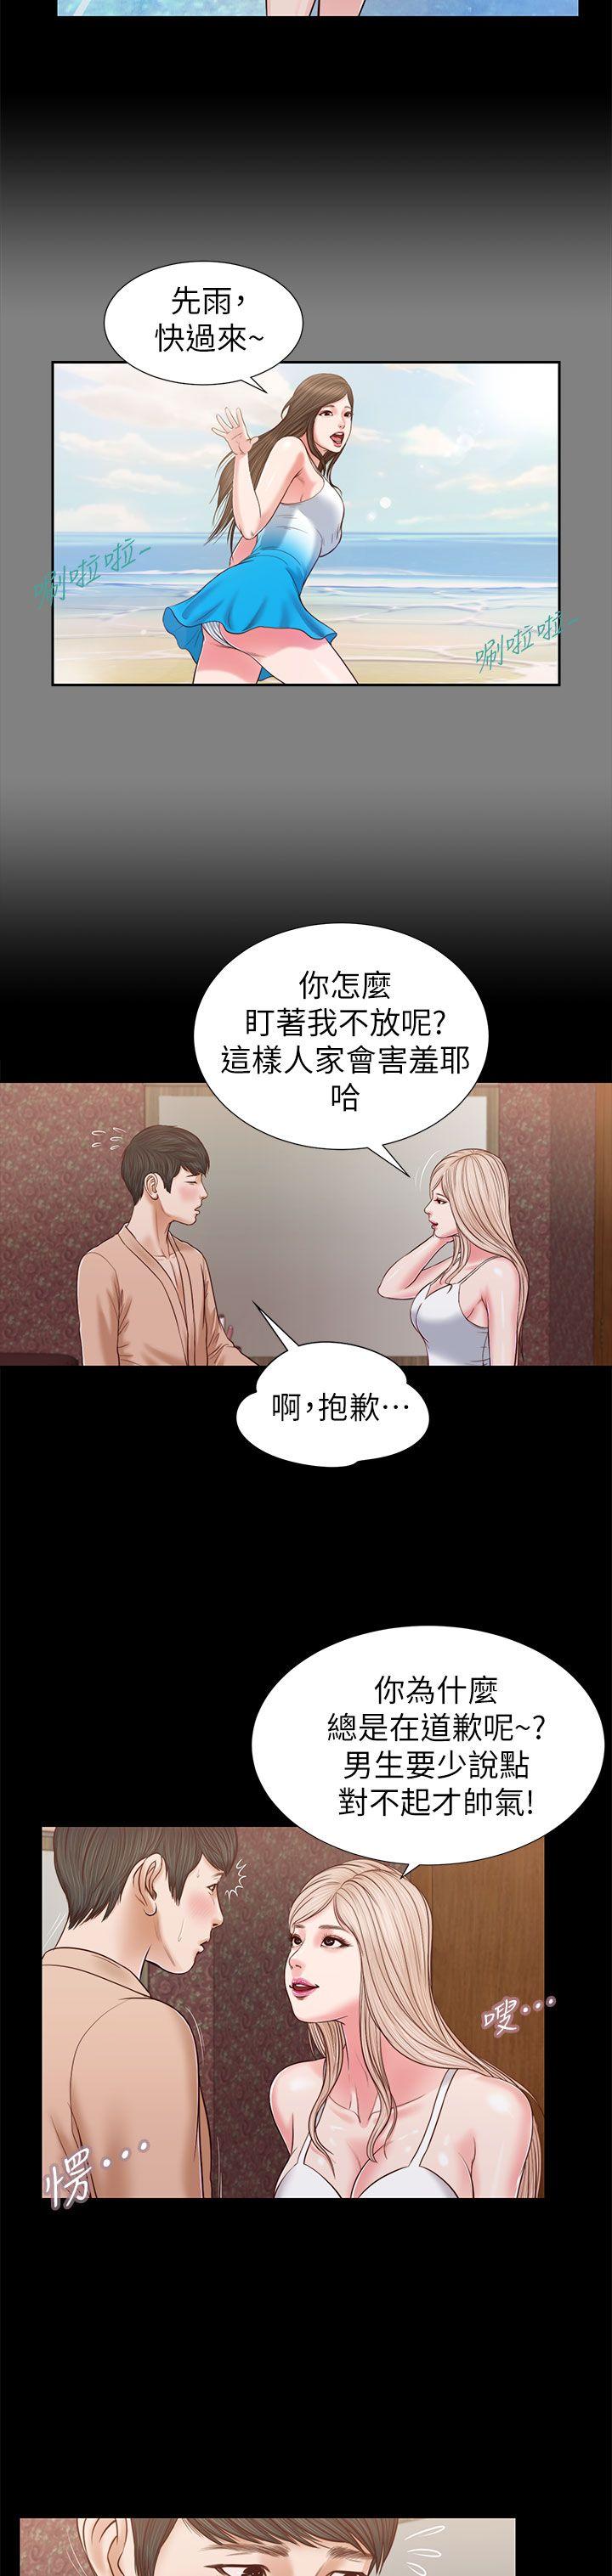 先雨，
快過來~
唰啦啦~
唰啦啦~
你怎麼
盯著我不放呢?
這樣人家會害羞耶
哈
啊，抱歉…
你為什麼
總是在道歉呢~?
男生要少說點
對不起才帥氣!
嗖…
愣…